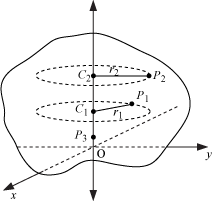 C₂ r₂ P₂
C₁ r₁ P₁
P₃
O y
x